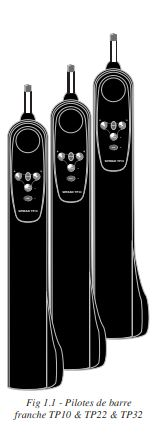 Fig 1.1 - Pilotes de barre
franche TP10 & TP22 & TP32